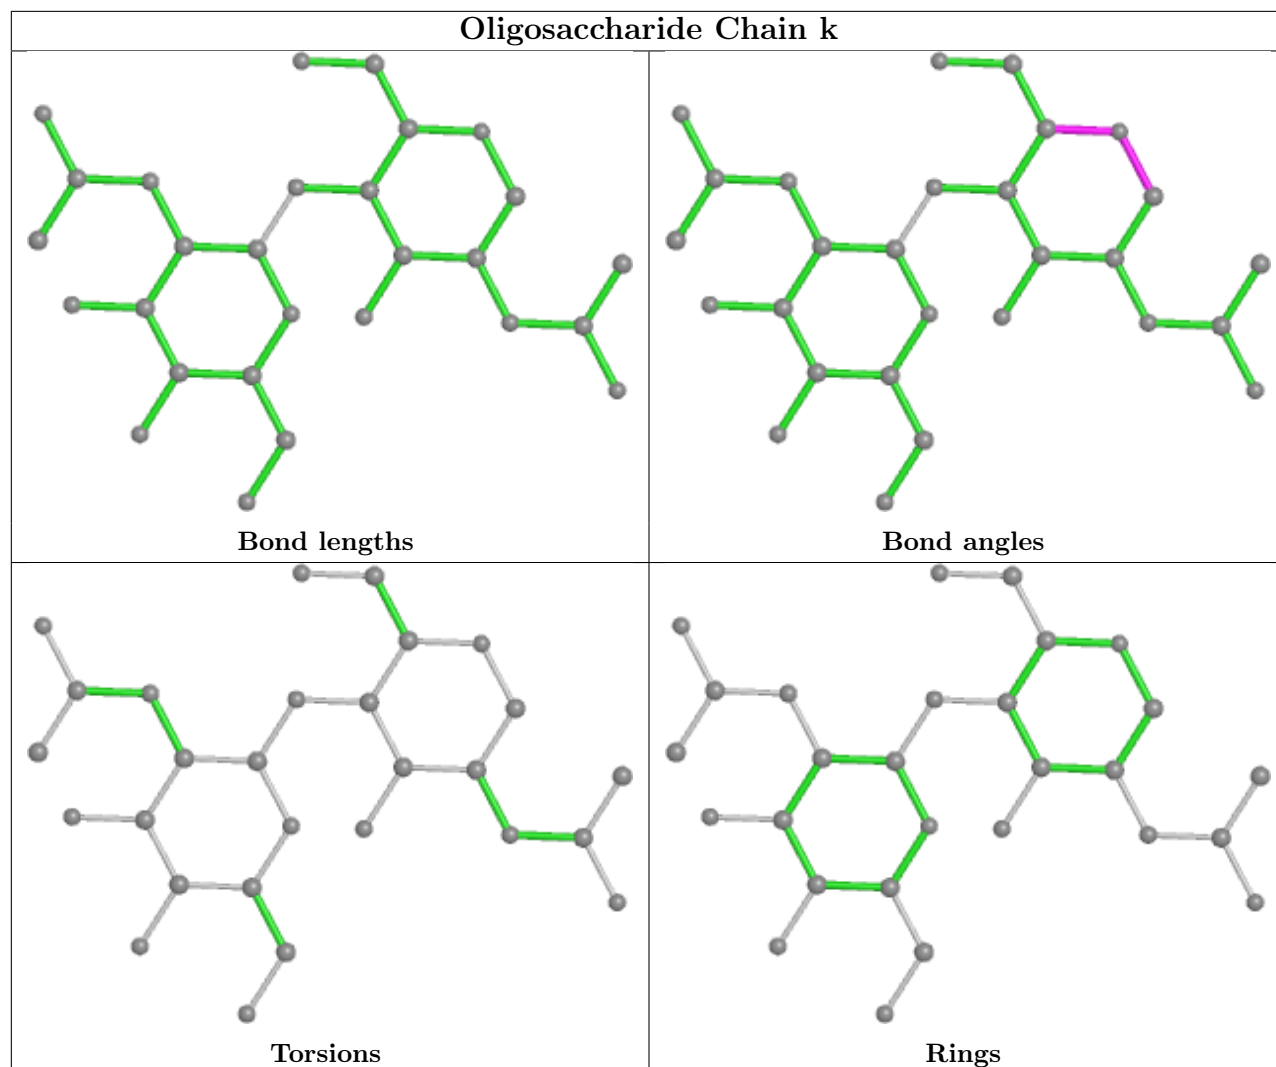 Oligosaccharide Chain k
Bond lengths
Bond angles
Torsions
Rings